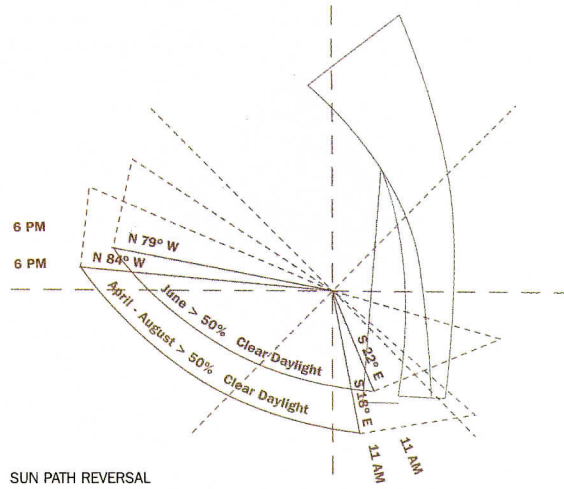 6 PM
N 79° W
6 PM
N 84° W
June > 50% Clear Daylight
April - August > 50% Clear Daylight
S 22° E
S 18° E
11 AM
11 AM
SUN PATH REVERSAL